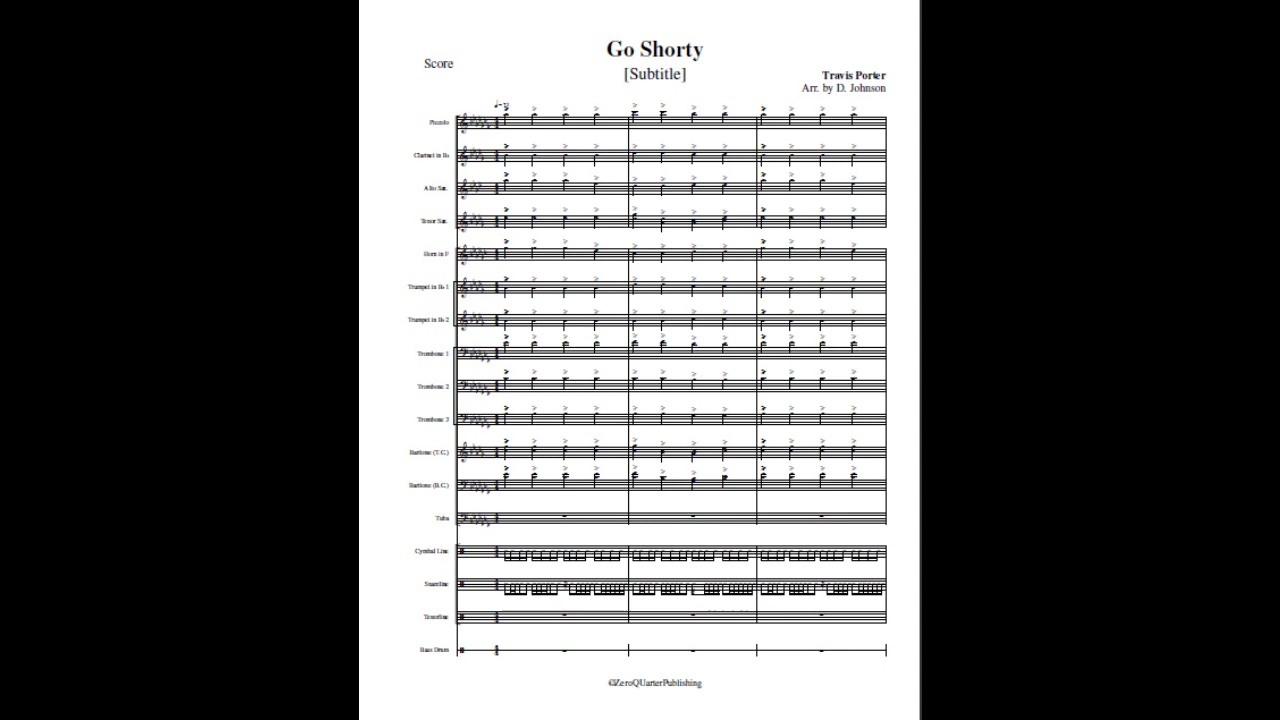 Go Shorty
Score
[Subtitle]
Travis Porter
Arr. by D. Johnson
Piccolo
Clarinet in B♭
Alto Sax.
Tenor Sax.
Horn in F
Trumpet in B♭ 1
Trumpet in B♭ 2
Trombone 1
Trombone 2
Trombone 3
Baritone (T.C.)
Baritone (B.C.)
Tuba
Cymbal Line
Snareline
Tenorline
Bass Drum
©ZeroQUarterPublishing